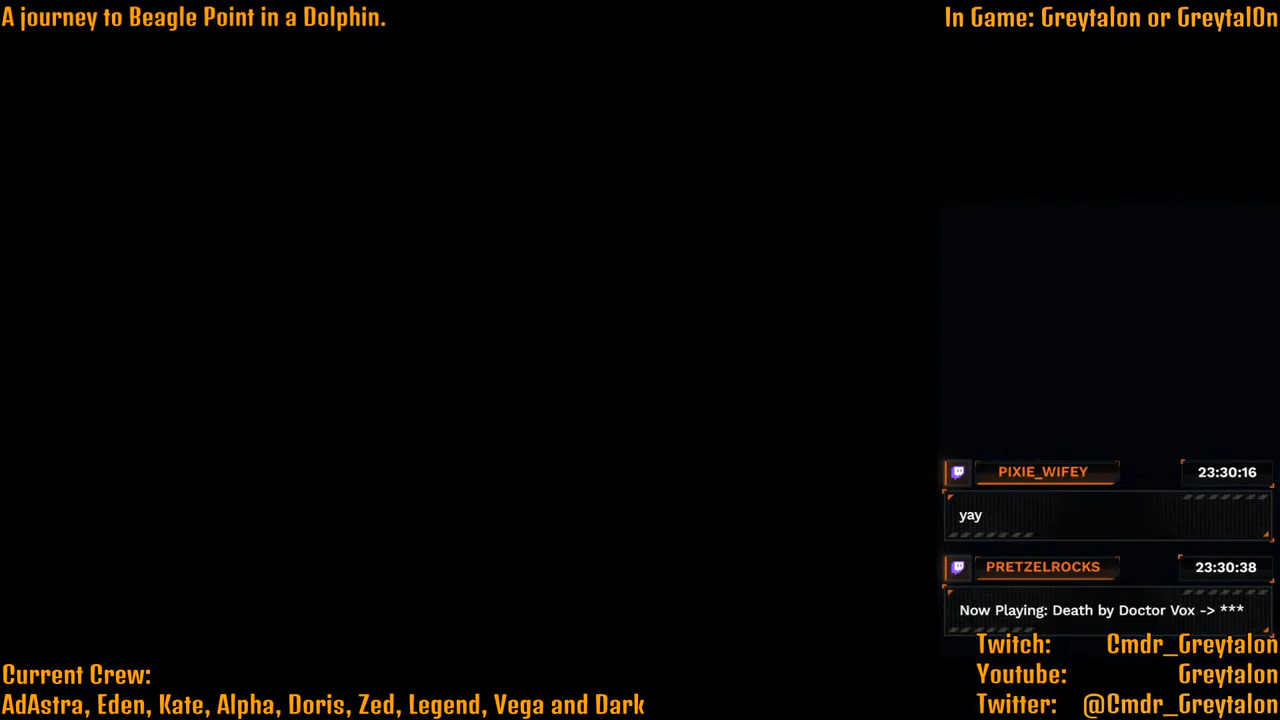 A journey to Beagle Point in a Dolphin.
In Game: Greytalon or Greytal0n
PIXIE_WIFEY
23:30:16
yay
PRETZELROCKS
23:30:38
Now Playing: Death by Doctor Vox -> ***
Twitch: Cmdr_Greytalon
Youtube: Greytalon
Twitter: @Cmdr_Greytalon
Current Crew:
AdAstra, Eden, Kate, Alpha, Doris, Zed, Legend, Vega and Dark